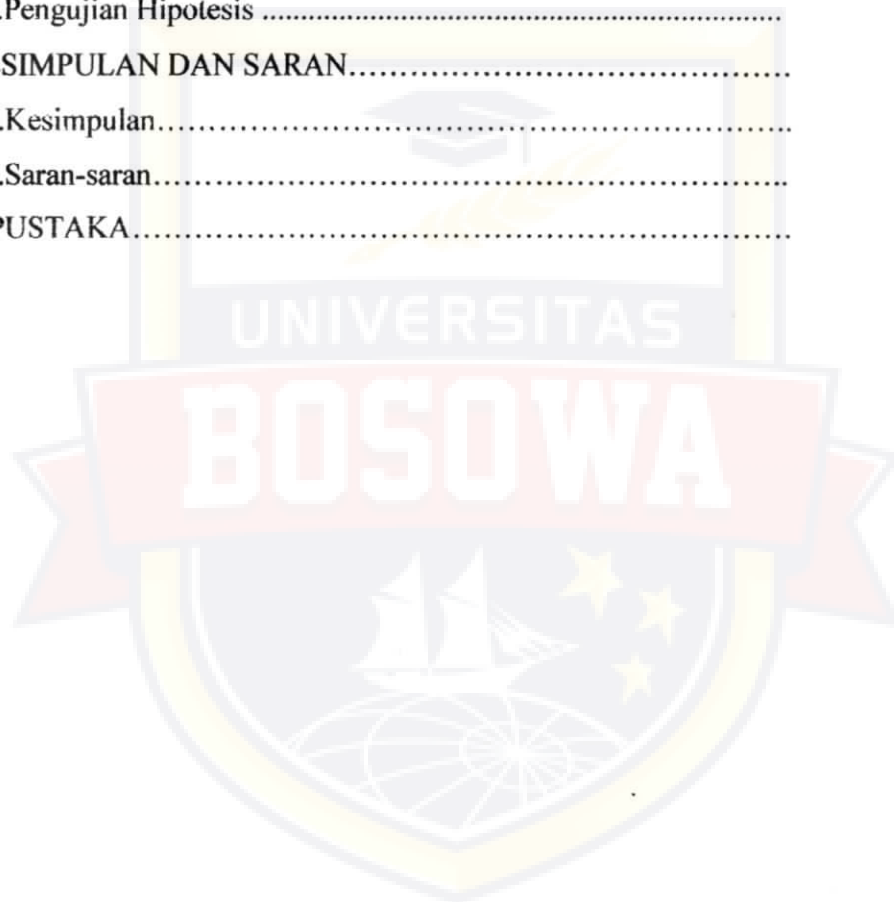 .Pengujian Hipotesis ................................................................................
SIMPULAN DAN SARAN................................................................
.Kesimpulan................................................................
.Saran-saran................................................................
PUSTAKA................................................................
UNIVERSITAS
BOSOWA